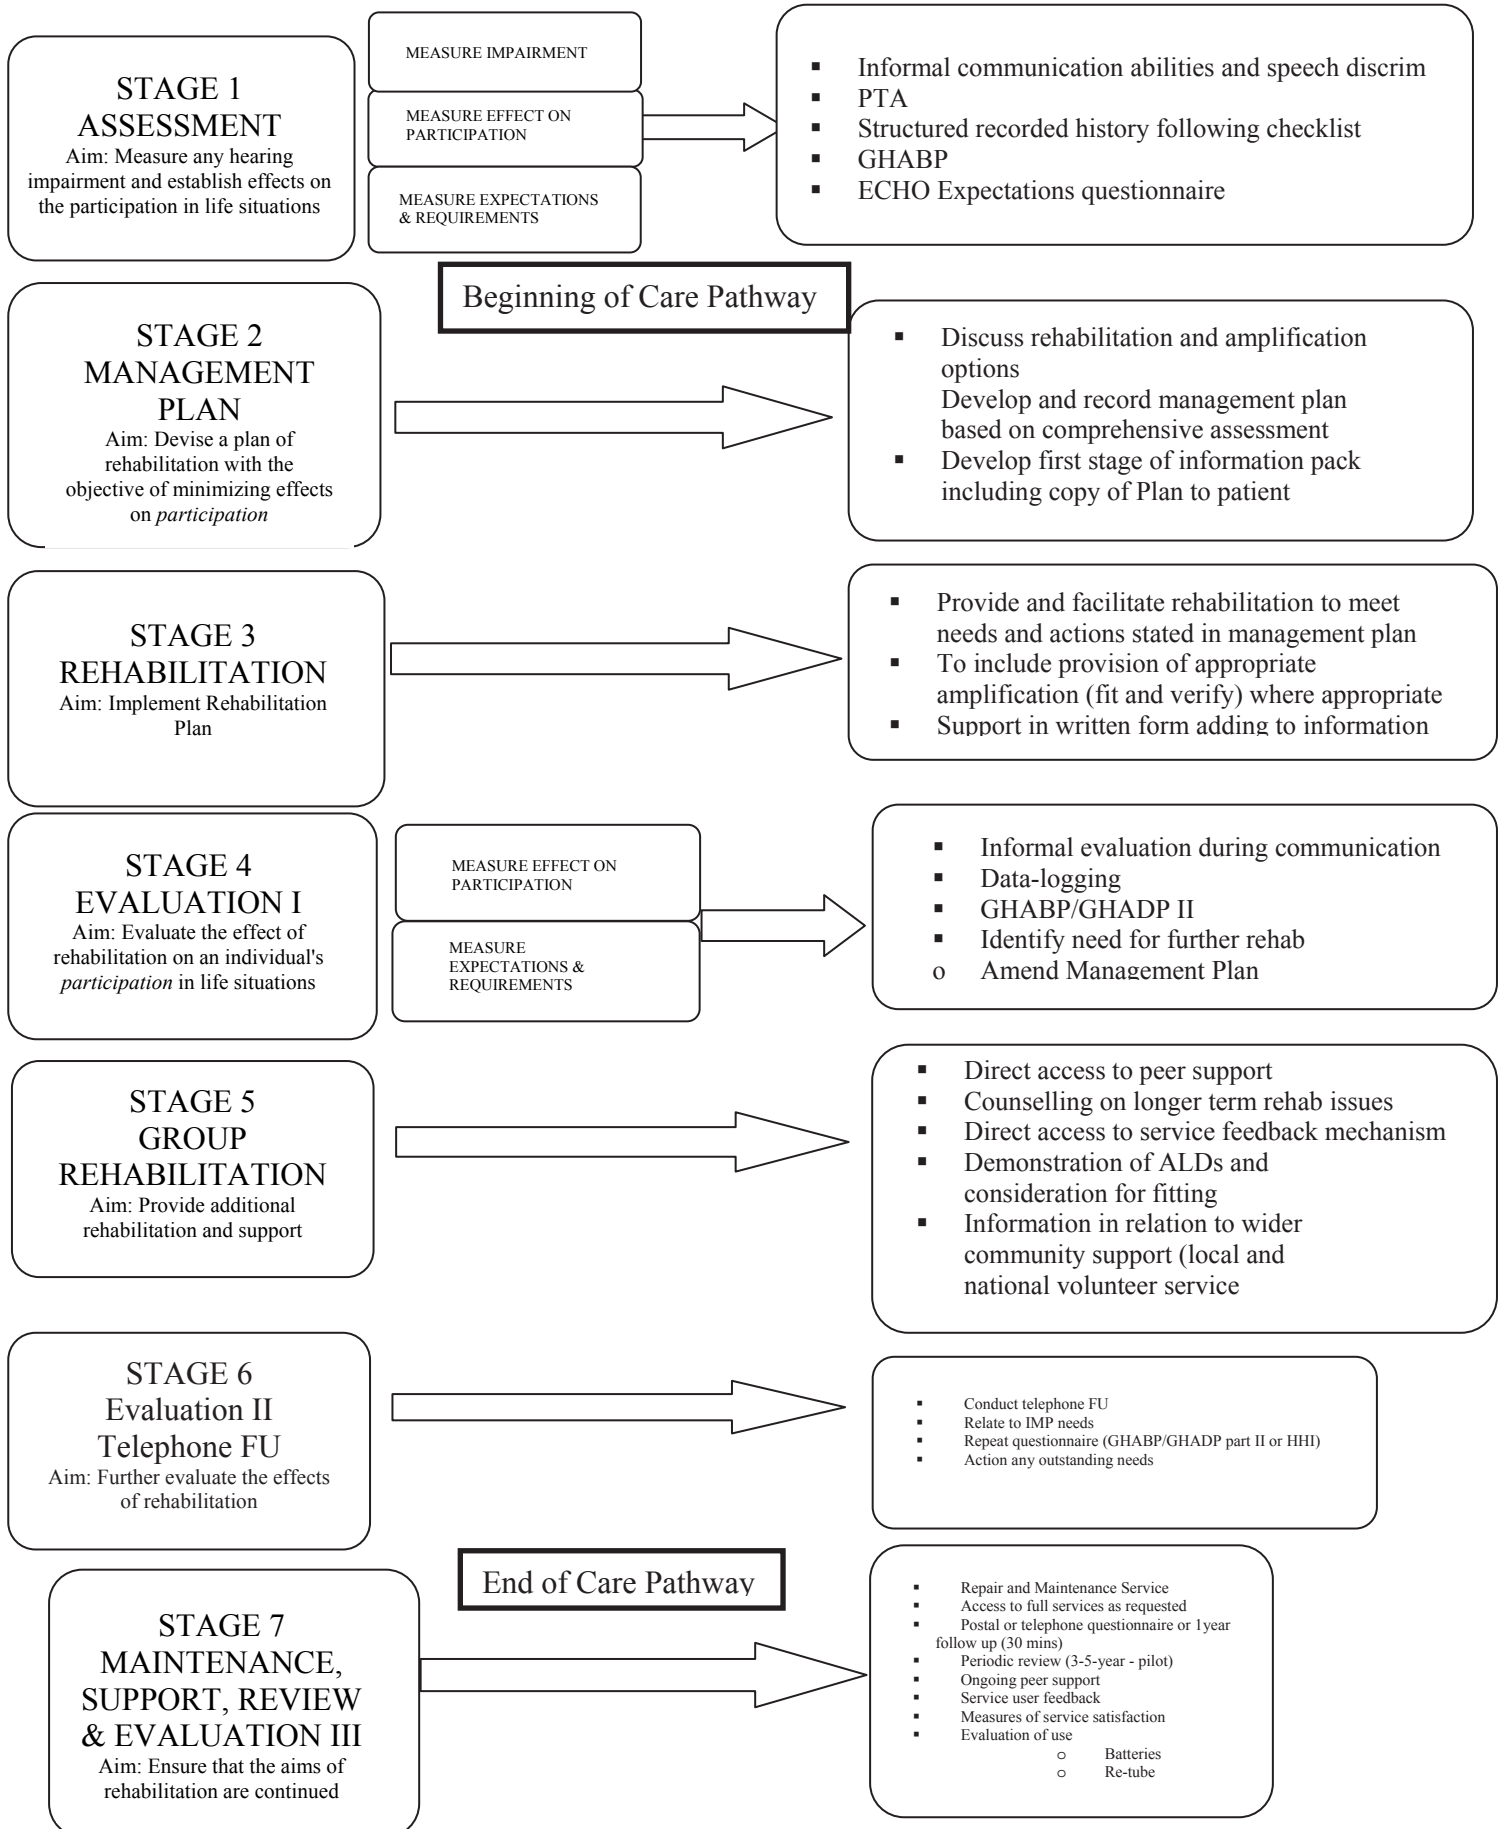 STAGE 1
ASSESSMENT
Aim: Measure any hearing
impairment and establish effects on
the participation in life situations
MEASURE IMPAIRMENT
MEASURE EFFECT ON
PARTICIPATION
MEASURE EXPECTATIONS
& REQUIREMENTS
▪ Informal communication abilities and speech discrim
▪ PTA
▪ Structured recorded history following checklist
▪ GHABP
▪ ECHO Expectations questionnaire
Beginning of Care Pathway
STAGE 2
MANAGEMENT
PLAN
Aim: Devise a plan of
rehabilitation with the
objective of minimizing effects
on participation
▪ Discuss rehabilitation and amplification
options
Develop and record management plan
based on comprehensive assessment
▪ Develop first stage of information pack
including copy of Plan to patient
STAGE 3
REHABILITATION
Aim: Implement Rehabilitation
Plan
▪ Provide and facilitate rehabilitation to meet
needs and actions stated in management plan
▪ To include provision of appropriate
amplification (fit and verify) where appropriate
▪ Support in written form adding to information
STAGE 4
EVALUATION I
Aim: Evaluate the effect of
rehabilitation on an individual's
participation in life situations
MEASURE EFFECT ON
PARTICIPATION
MEASURE
EXPECTATIONS &
REQUIREMENTS
▪ Informal evaluation during communication
▪ Data-logging
▪ GHABP/GHADP II
▪ Identify need for further rehab
o Amend Management Plan
STAGE 5
GROUP
REHABILITATION
Aim: Provide additional
rehabilitation and support
▪ Direct access to peer support
▪ Counselling on longer term rehab issues
▪ Direct access to service feedback mechanism
▪ Demonstration of ALDs and
consideration for fitting
▪ Information in relation to wider
community support (local and
national volunteer service
STAGE 6
Evaluation II
Telephone FU
Aim: Further evaluate the effects
of rehabilitation
▪ Conduct telephone FU
▪ Relate to IMP needs
▪ Repeat questionnaire (GHABP/GHADP part II or HHI)
▪ Action any outstanding needs
End of Care Pathway
STAGE 7
MAINTENANCE,
SUPPORT, REVIEW
& EVALUATION III
Aim: Ensure that the aims of
rehabilitation are continued
▪ Repair and Maintenance Service
▪ Access to full services as requested
▪ Postal or telephone questionnaire or 1year
follow up (30 mins)
▪ Periodic review (3-5-year - pilot)
▪ Ongoing peer support
▪ Service user feedback
▪ Measures of service satisfaction
▪ Evaluation of use
o Batteries
o Re-tube